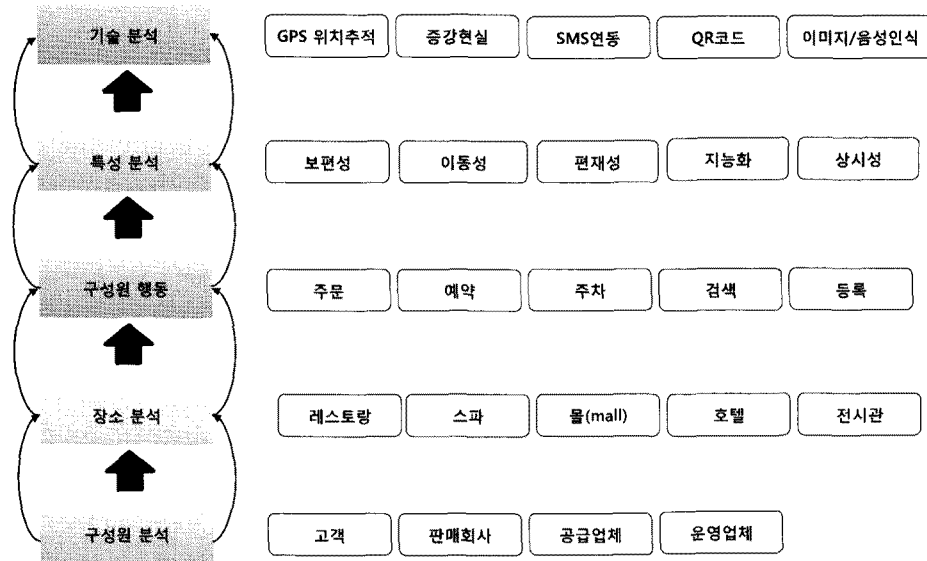 기술 분석
GPS 위치추적
증강현실
SMS연동
QR코드
이미지/음성인식
특성 분석
보편성
이동성
편재성
지능화
상시성
구성원 행동
주문
예약
주차
검색
등록
장소 분석
레스토랑
스파
몰(mall)
호텔
전시관
구성원 분석
고객
판매회사
공급업체
운영업체